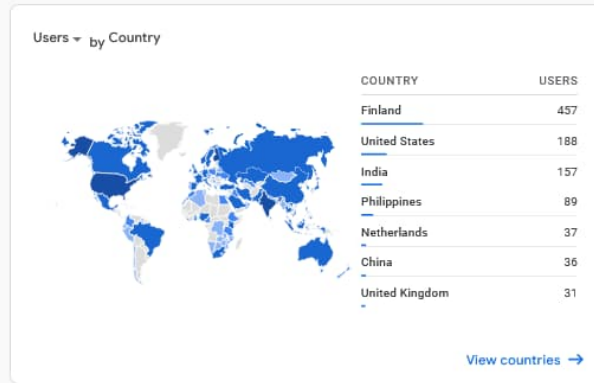 Users by Country
COUNTRY USERS
Finland 457
United States 188
India 157
Philippines 89
Netherlands 37
China 36
United Kingdom 31
View countries →